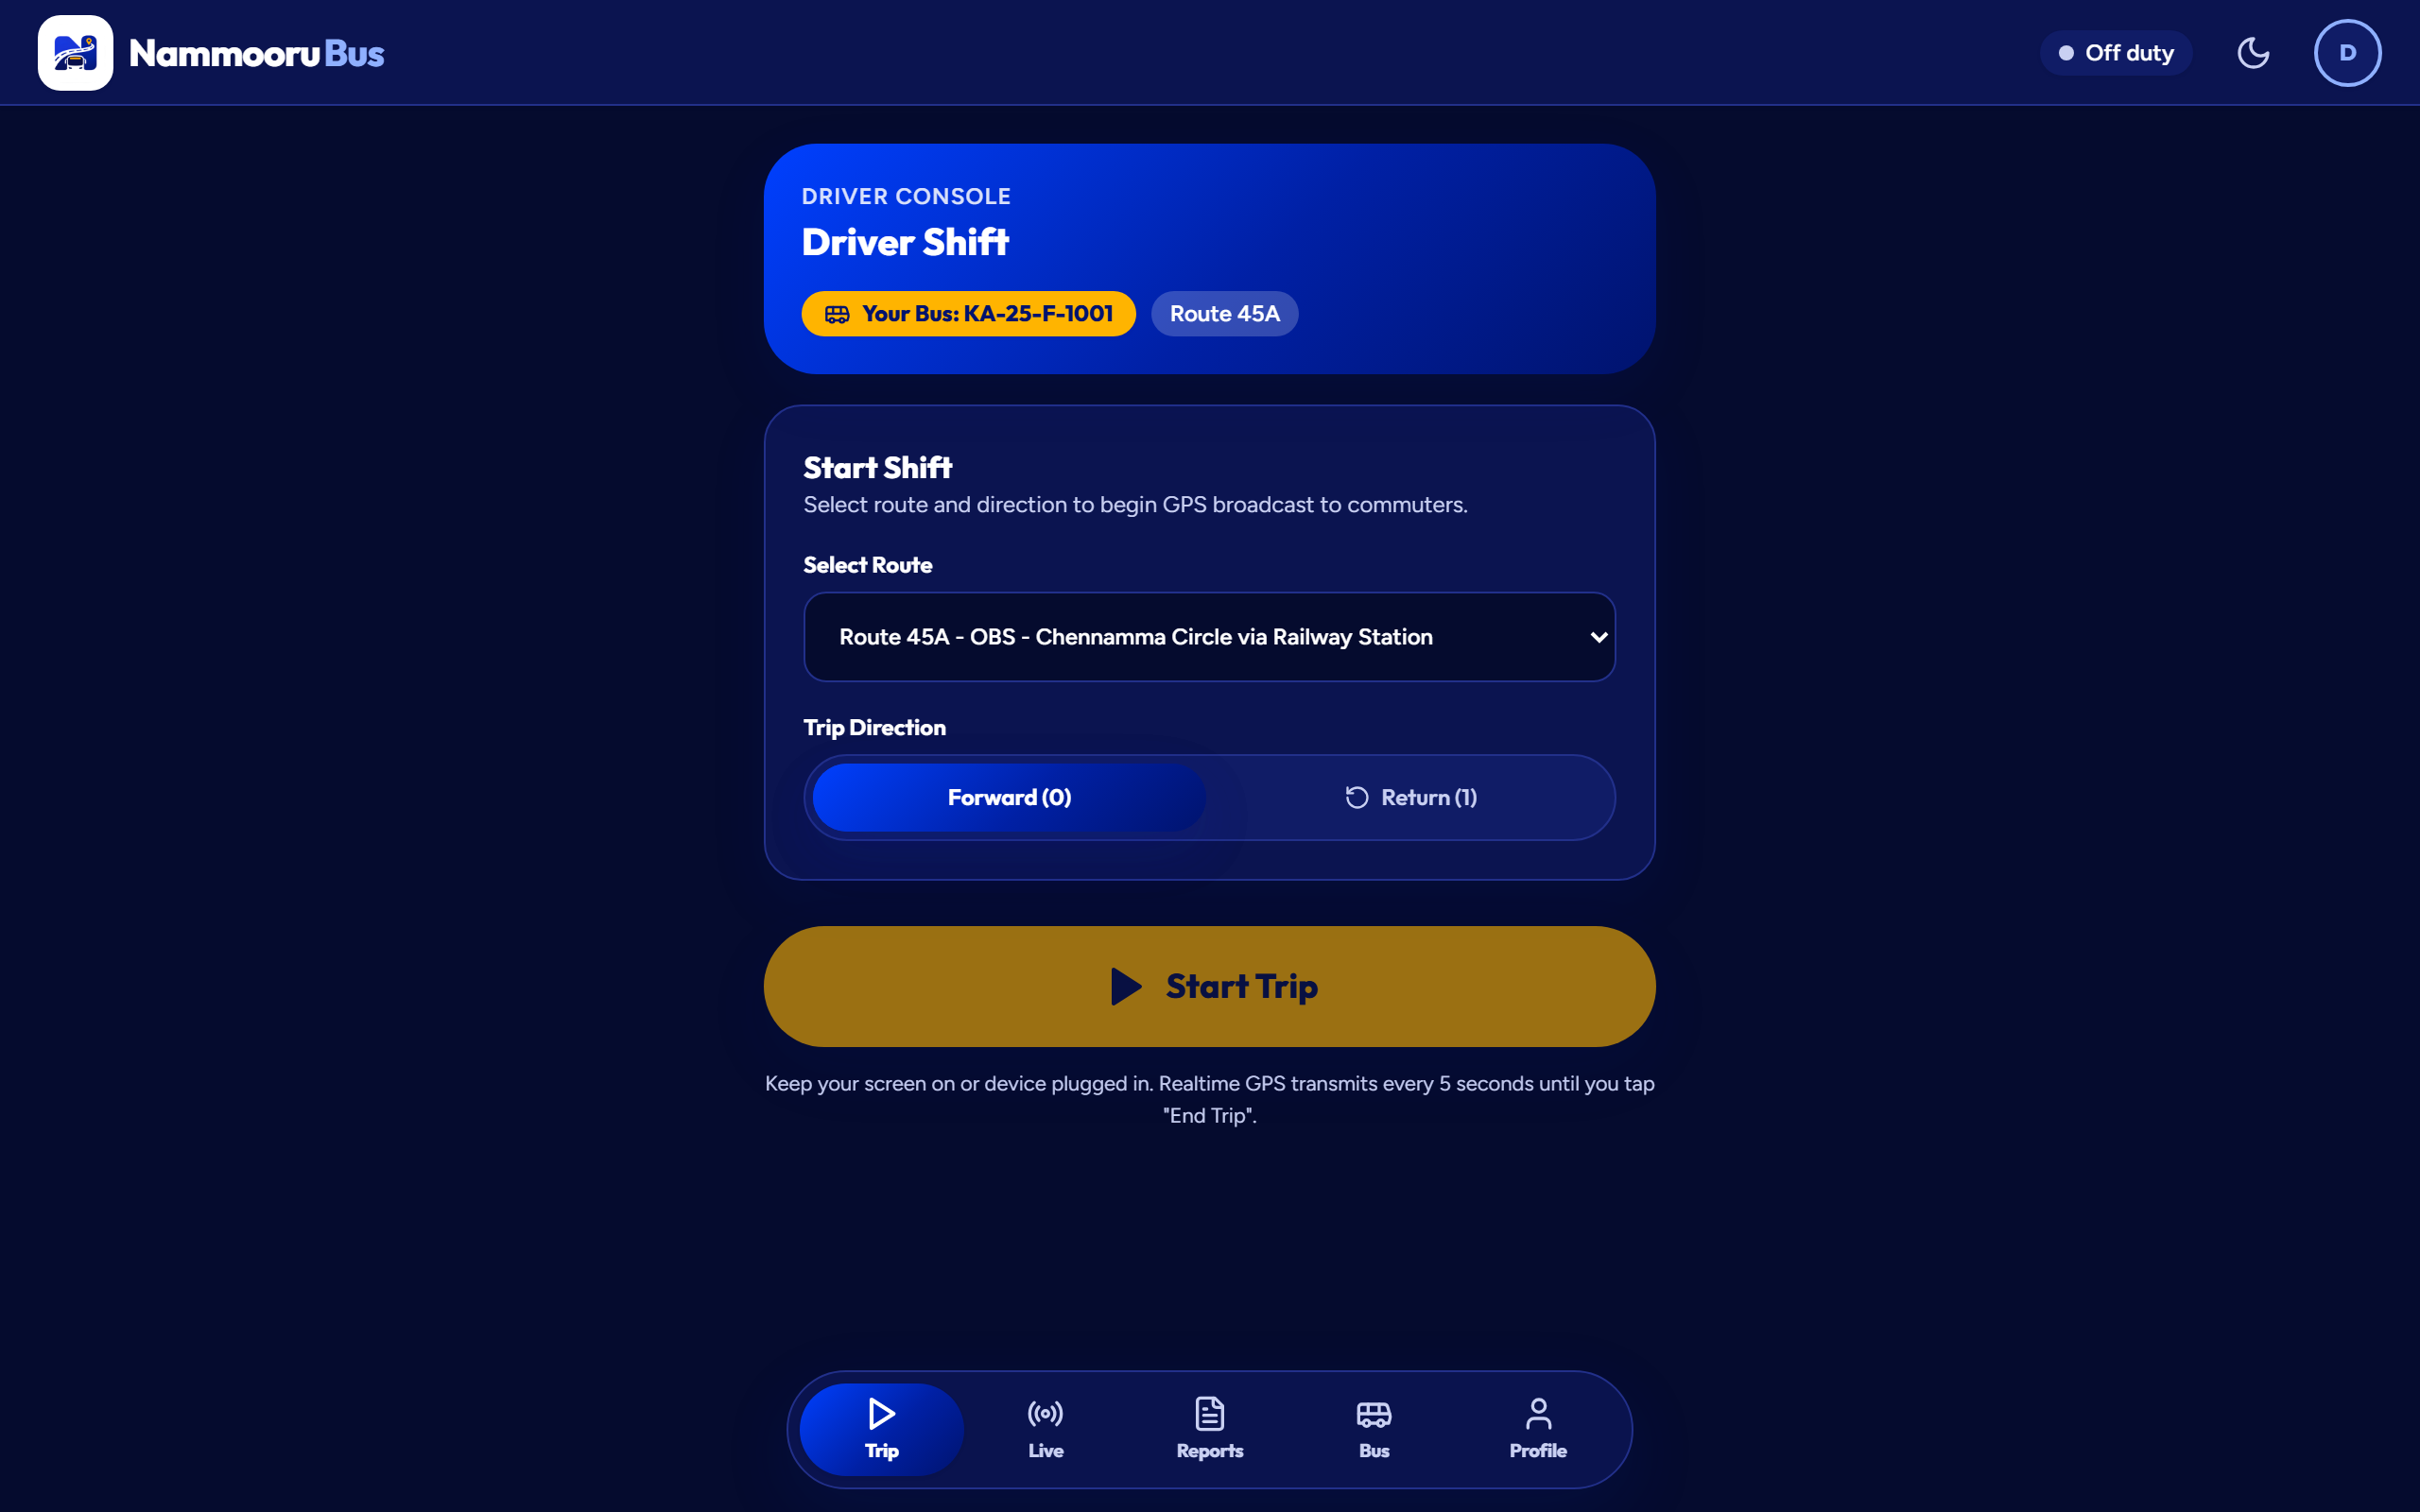 Nammooru Bus
Off duty
D
DRIVER CONSOLE
Driver Shift
Your Bus: KA-25-F-1001
Route 45A
Start Shift
Select route and direction to begin GPS broadcast to commuters.
Select Route
Route 45A - OBS - Chennamma Circle via Railway Station
Trip Direction
Forward (0)
Return (1)
Start Trip
Keep your screen on or device plugged in. Realtime GPS transmits every 5 seconds until you tap
"End Trip".
Trip
Live
Reports
Bus
Profile